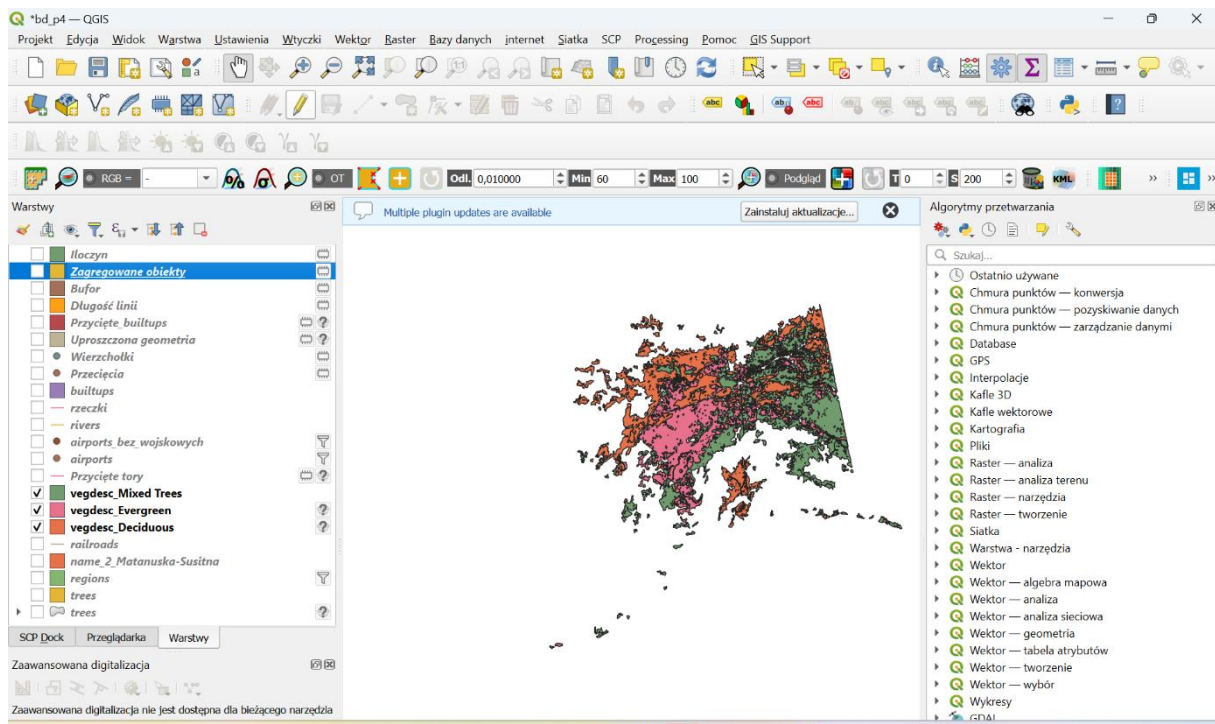 *bd_p4 — QGIS
Projekt Edycja Widok Warstwa Ustawienia Wtyczki Wektor Raster Bazy danych internet Siatka SCP Processing Pomoc GIS Support
abc abc abc
RGB = - OT Odl. 0,010000 Min 60 Max 100 Podgląd T 0 S 200 KML » »
Warstwy
Multiple plugin updates are available Zainstaluj aktualizacje...
Algorytmy przetwarzania
Szukaj...
Iloczyn
Zagregowane obiekty
Bufor
Długość linii
Przycięte_builtups
Uproszczona geometria
Wierzchołki
Przecięcia
builtups
rzeczki
rivers
airports_bez_wojskowych
airports
Przycięte tory
vegdesc_Mixed Trees
vegdesc_Evergreen
vegdesc_Deciduous
railroads
name_2_Matanuska-Susitna
regions
trees
trees
SCP Dock Przeglądarka Warstwy
Zaawansowana digitalizacja
Zaawansowana digitalizacja nie jest dostępna dla bieżącego narzędzia
Ostatnio używane
Chmura punktów — konwersja
Chmura punktów — pozyskiwanie danych
Chmura punktów — zarządzanie danymi
Database
GPS
Interpolacje
Kafle 3D
Kafle wektorowe
Kartografia
Pliki
Raster — analiza
Raster — analiza terenu
Raster — narzędzia
Raster — tworzenie
Siatka
Warstwa - narzędzia
Wektor
Wektor — algebra mapowa
Wektor — analiza
Wektor — analiza sieciowa
Wektor — geometria
Wektor — tabela atrybutów
Wektor — tworzenie
Wektor — wybór
Wykresy
GDAL